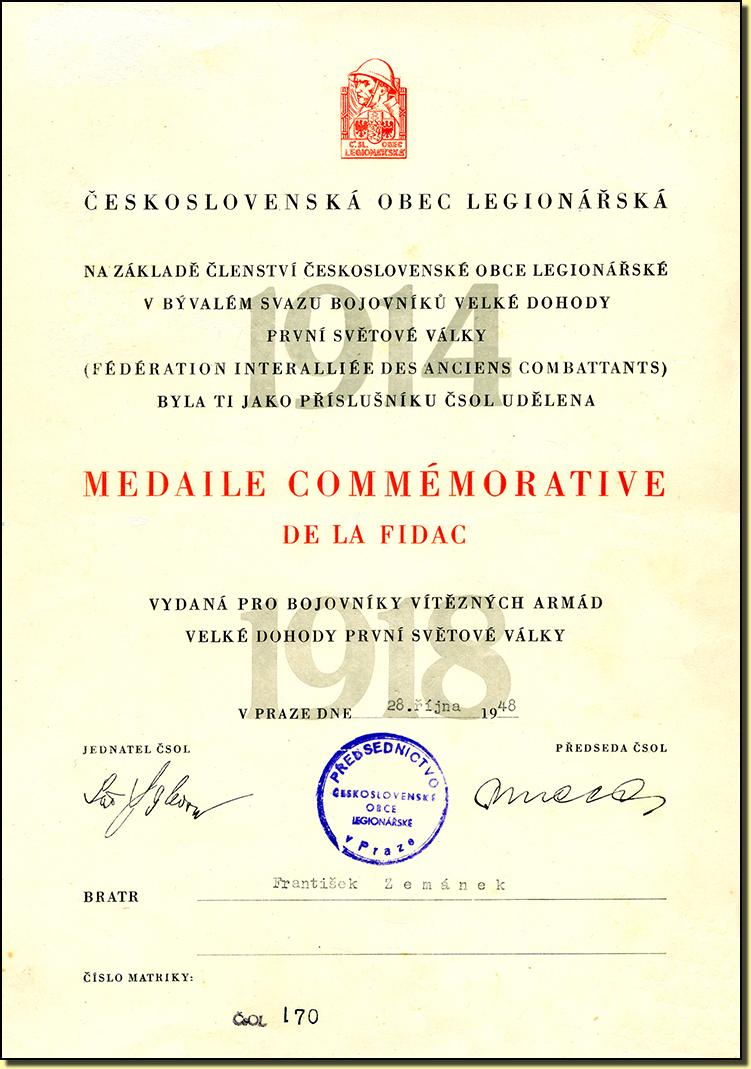 Č. SL. OBEC
LEGIONÁŘSKÁ
ČESKOSLOVENSKÁ OBEC LEGIONÁŘSKÁ
NA ZÁKLADĚ ČLENSTVÍ ČESKOSLOVENSKÉ OBCE LEGIONÁŘSKÉ
V BÝVALÉM SVAZU BOJOVNÍKŮ VELKÉ DOHODY
1914
PRVNÍ SVĚTOVÉ VÁLKY
(FÉDÉRATION INTERALLIÉE DES ANCIENS COMBATTANTS)
BYLA TI JAKO PŘÍSLUŠNÍKU ČSOL UDĚLENA
MEDAILE COMMÉMORATIVE
DE LA FIDAC
VYDANÁ PRO BOJOVNÍKY VÍTĚZNÝCH ARMÁD
VELKÉ DOHODY PRVNÍ SVĚTOVÉ VÁLKY
1918
V PRAZE DNE 28.října 1948
JEDNATEL ČSOL
PŘEDSEDA ČSOL
PŘEDSEDNICTVO
ČESKOSLOVENSKÉ
OBCE
LEGIONÁŘSKÉ
v Praze
BRATR František Zemánek
ČÍSLO MATRIKY:
ČSOL 170